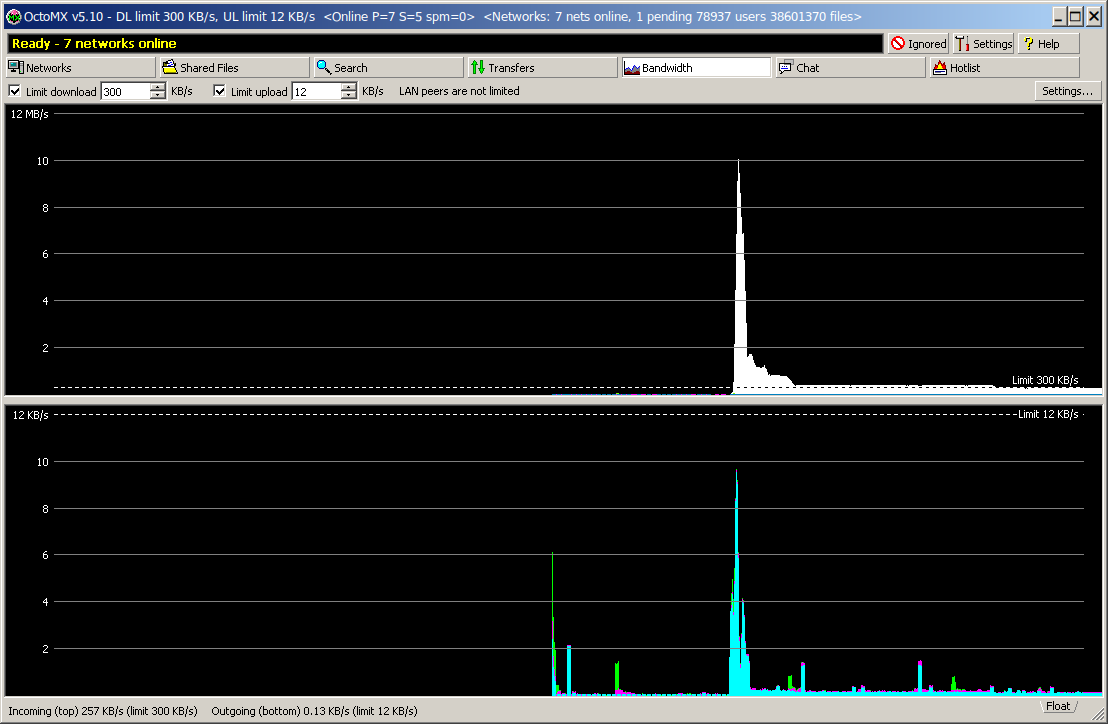 OctoMX v5.10 - DL limit 300 KB/s, UL limit 12 KB/s <Online P=7 S=5 spm=0> <Networks: 7 nets online, 1 pending 78937 users 38601370 files>
Ready - 7 networks online
Ignored
Settings
? Help
Networks
Shared Files
Search
Transfers
Bandwidth
Chat
Hotlist
Limit download 300 KB/s
Limit upload 12 KB/s
LAN peers are not limited
Settings...
12 MB/s
10
8
6
4
2
Limit 300 KB/s
12 KB/s
Limit 12 KB/s
10
8
6
4
2
Incoming (top) 257 KB/s (limit 300 KB/s)
Outgoing (bottom) 0.13 KB/s (limit 12 KB/s)
Float